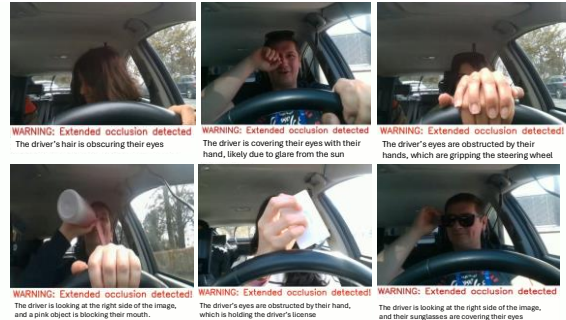 WARNING: Extended occlusion detected
The driver's hair is obscuring their eyes
WARNING: Extended occlusion detected
The driver is covering their eyes with their
hand, likely due to glare from the sun
WARNING: Extended occlusion detected!
The driver's eyes are obstructed by their
hands, which are gripping the steering wheel
WARNING: Extended occlusion detected!
The driver is looking at the right side of the image,
and a pink object is blocking their mouth.
WARNING: Extended occlusion detected!
The driver's eyes are obstructed by their hand,
which is holding the driver's license
WARNING: Extended occlusion detected
The driver is looking at the right side of the image,
and their sunglasses are covering their eyes